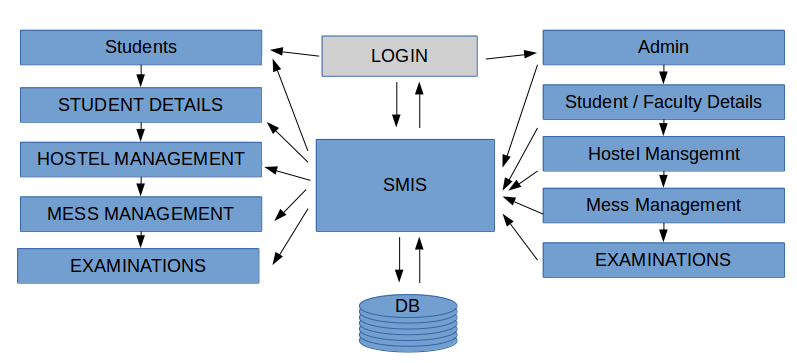 Students
LOGIN
Admin
STUDENT DETAILS
Student / Faculty Details
HOSTEL MANAGEMENT
SMIS
Hostel Mansgemnt
MESS MANAGEMENT
Mess Management
EXAMINATIONS
EXAMINATIONS
DB